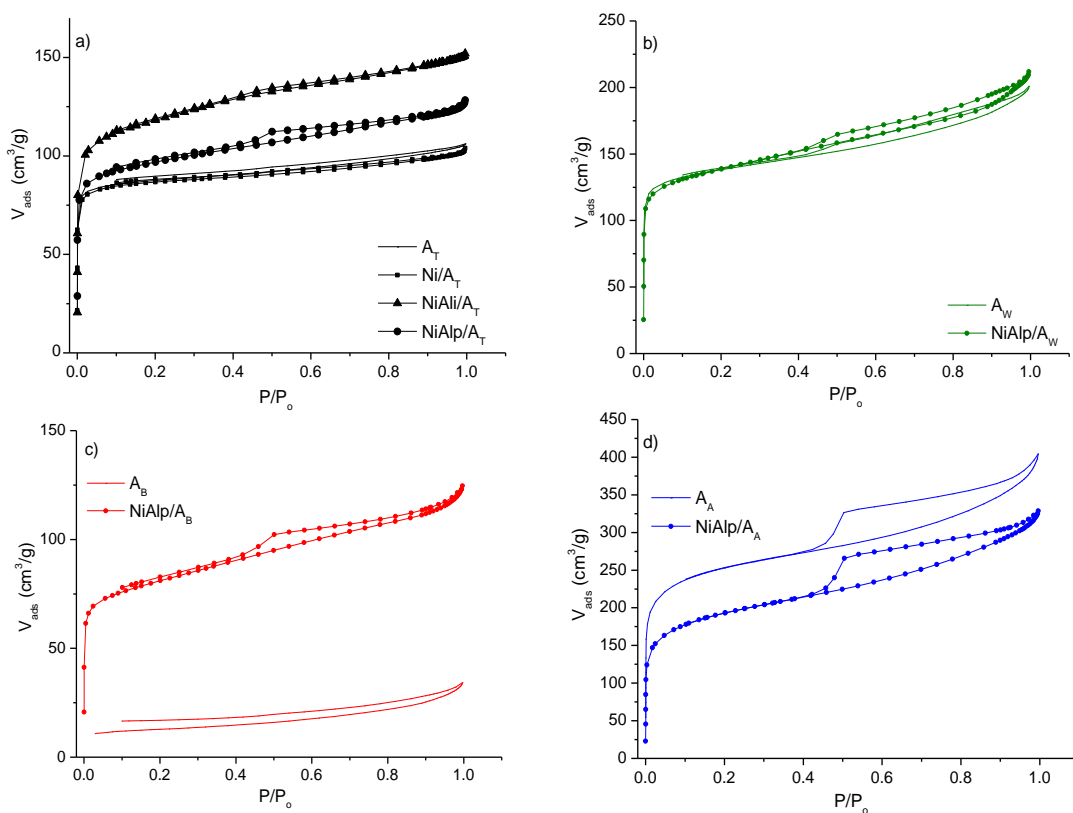 a)
150
100
50
0
V_ads (cm³/g)
A_T
Ni/A_T
NiAli/A_T
NiAlp/A_T
0.0 0.2 0.4 0.6 0.8 1.0
P/P_o
b)
250
200
150
100
50
0
V_ads (cm³/g)
A_W
NiAlp/A_W
0.0 0.2 0.4 0.6 0.8 1.0
P/P_o
c)
150
100
50
0
V_ads (cm³/g)
A_B
NiAlp/A_B
0.0 0.2 0.4 0.6 0.8 1.0
P/P_o
d)
450
400
350
300
250
200
150
100
50
0
V_ads (cm³/g)
A_A
NiAlp/A_A
0.0 0.2 0.4 0.6 0.8 1.0
P/P_o